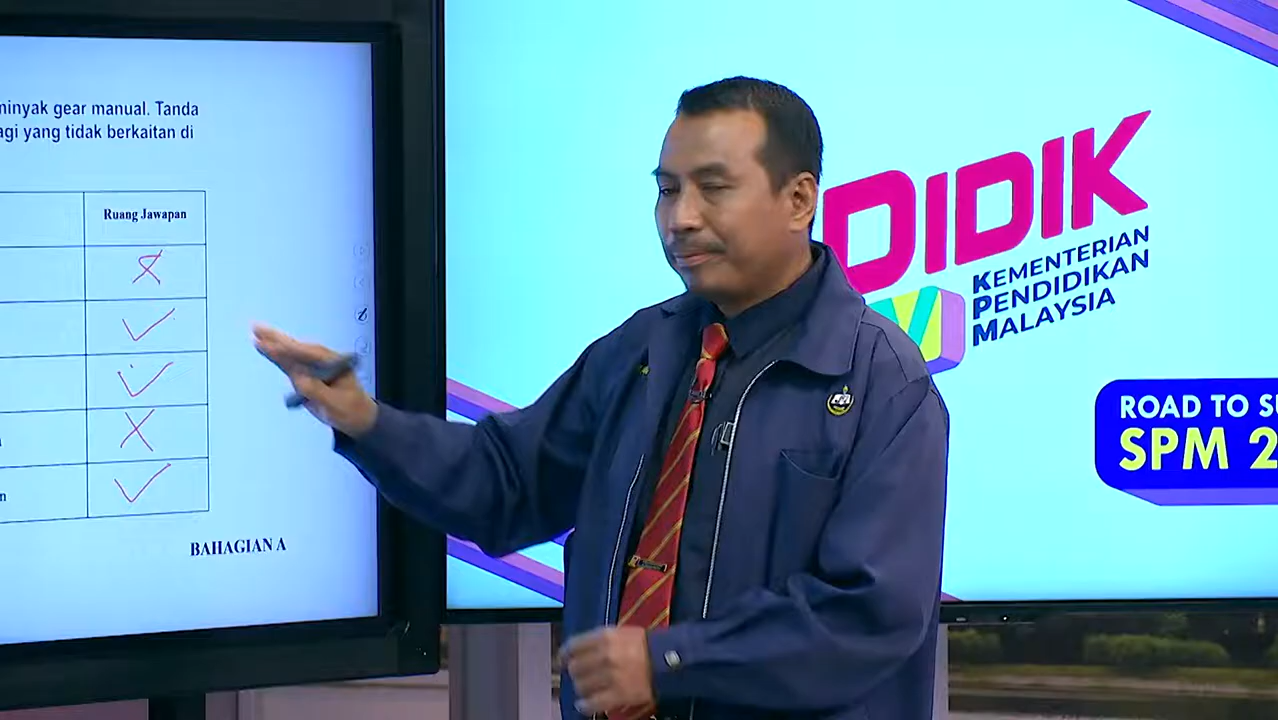 minyak gear manual. Tanda
agi yang tidak berkaitan di
Ruang Jawapan
n
BAHAGIAN A
DIDIK
KEMENTERIAN
PENDIDIKAN
MALAYSIA
ROAD TO S
SPM 2